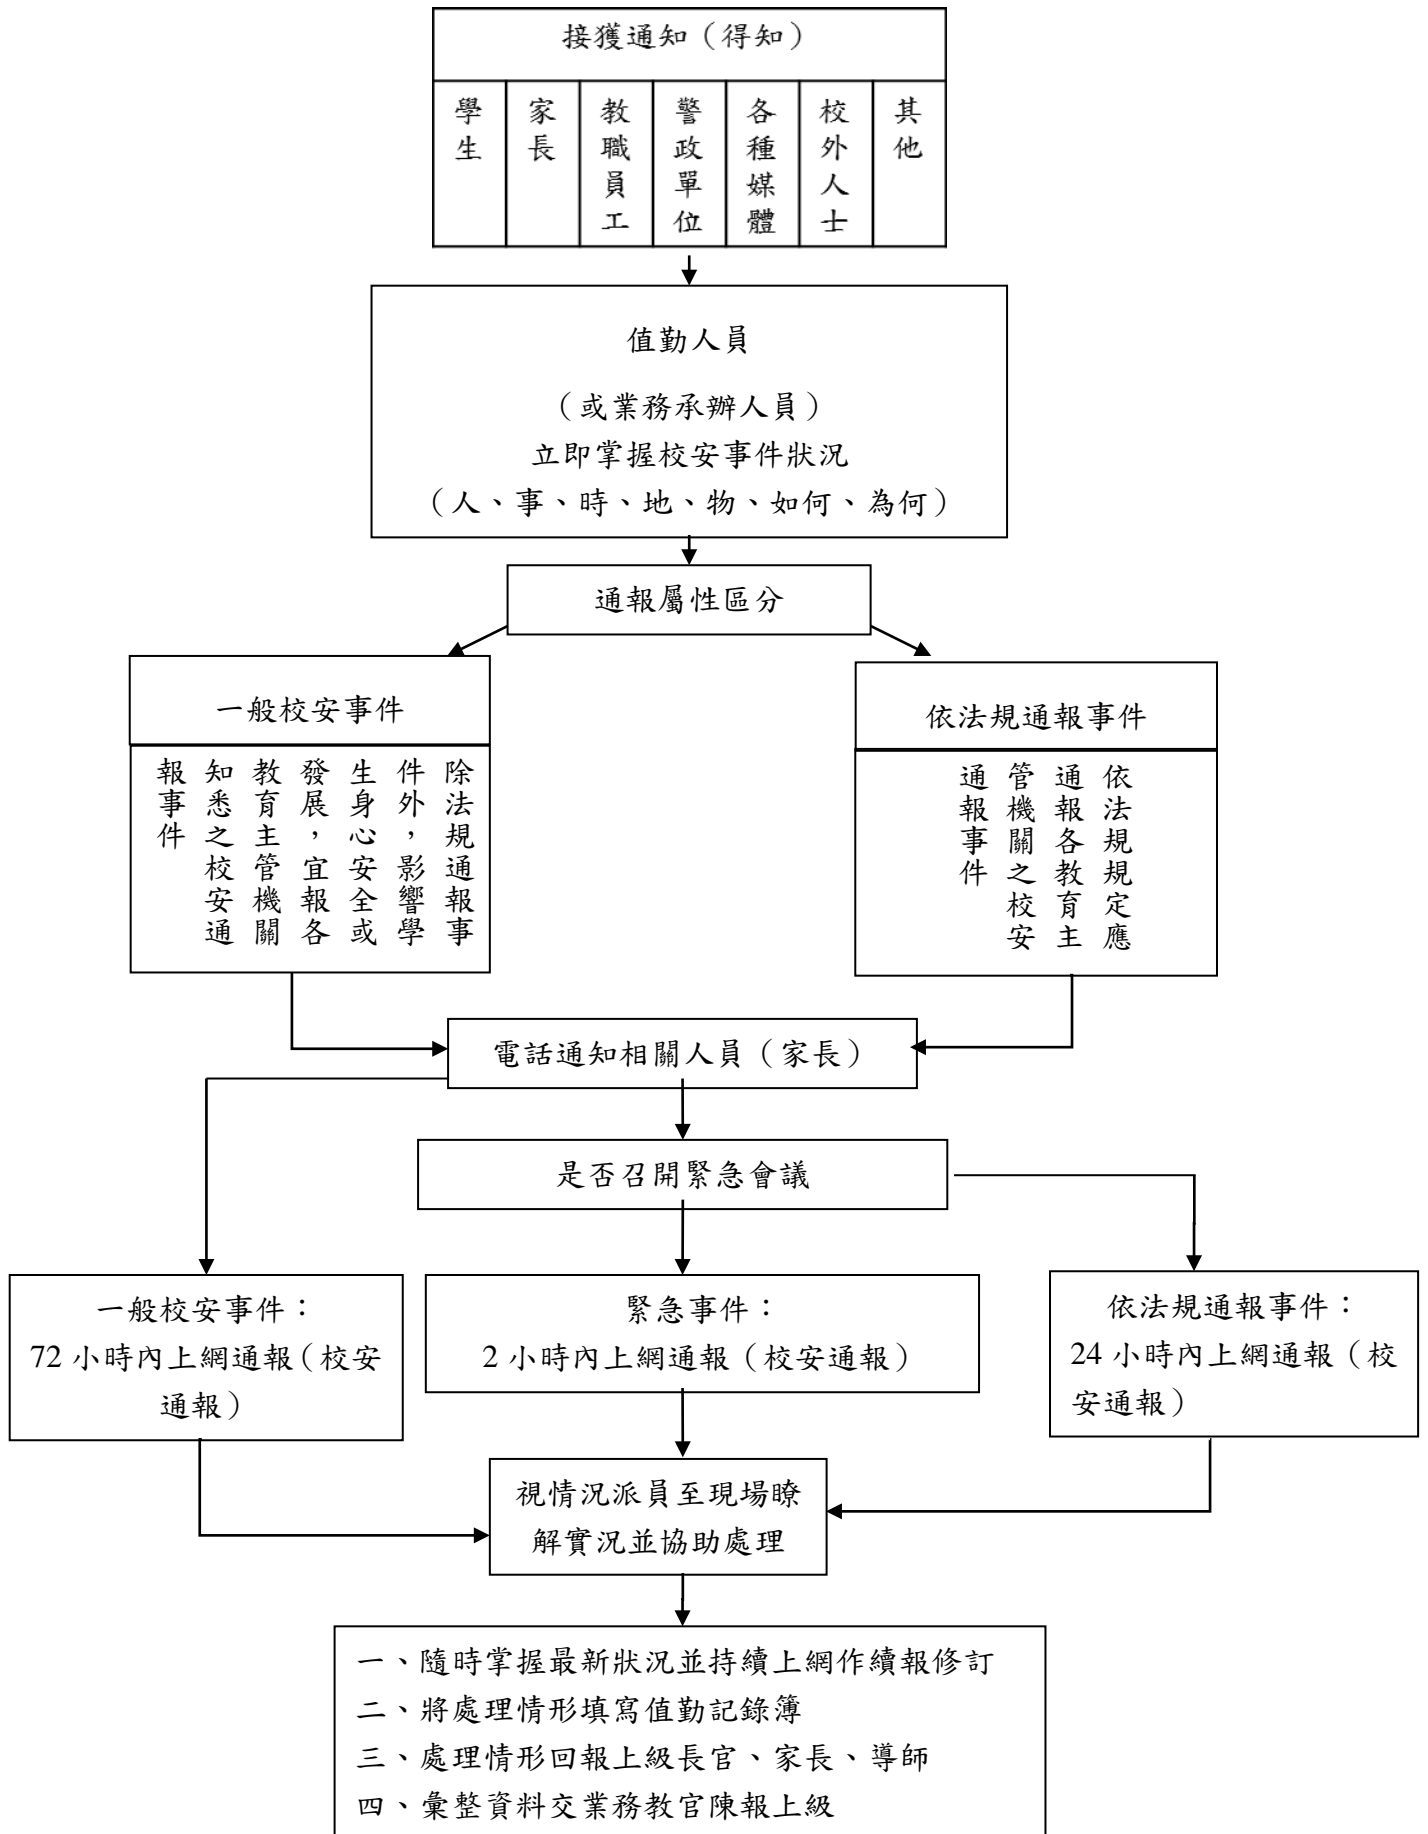 接獲通知（得知）
學生
家長
教職員工
警政單位
各種媒體
校外人士
其他
值勤人員
（或業務承辦人員）
立即掌握校安事件狀況
（人、事、時、地、物、如何、為何）
通報屬性區分
一般校安事件
除法規通報事
件外，影響學
生身心安全或
發展，宜報各
教育主管機關
知悉之校安通
報事件
依法規通報事件
依法規規定應
通報各教育主
管機關之校安
通報事件
電話通知相關人員（家長）
是否召開緊急會議
一般校安事件：
72 小時內上網通報（校安
通報）
緊急事件：
2 小時內上網通報（校安通報）
依法規通報事件：
24 小時內上網通報（校
安通報）
視情況派員至現場瞭
解實況並協助處理
一、隨時掌握最新狀況並持續上網作續報修訂
二、將處理情形填寫值勤記錄簿
三、處理情形回報上級長官、家長、導師
四、彙整資料交業務教官陳報上級